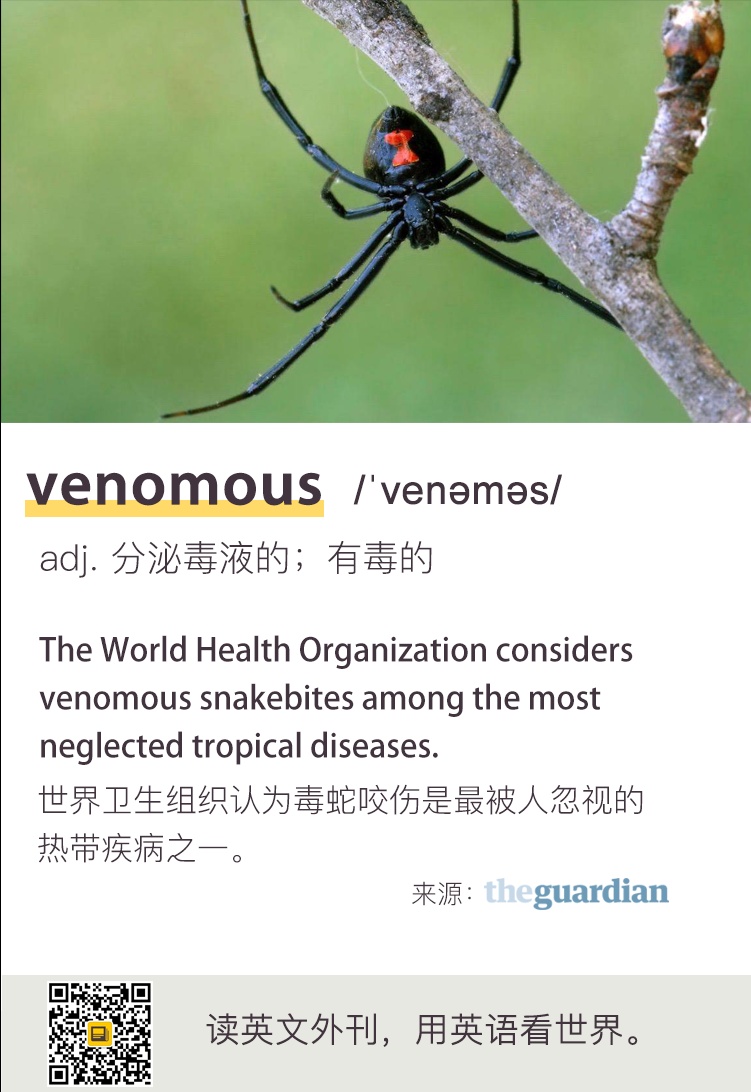 venomous /ˈvenəməs/
adj. 分泌毒液的；有毒的
The World Health Organization considers
venomous snakebites among the most
neglected tropical diseases.
世界卫生组织认为毒蛇咬伤是最被人忽视的
热带疾病之一。
来源：theguardian
读英文外刊，用英语看世界。